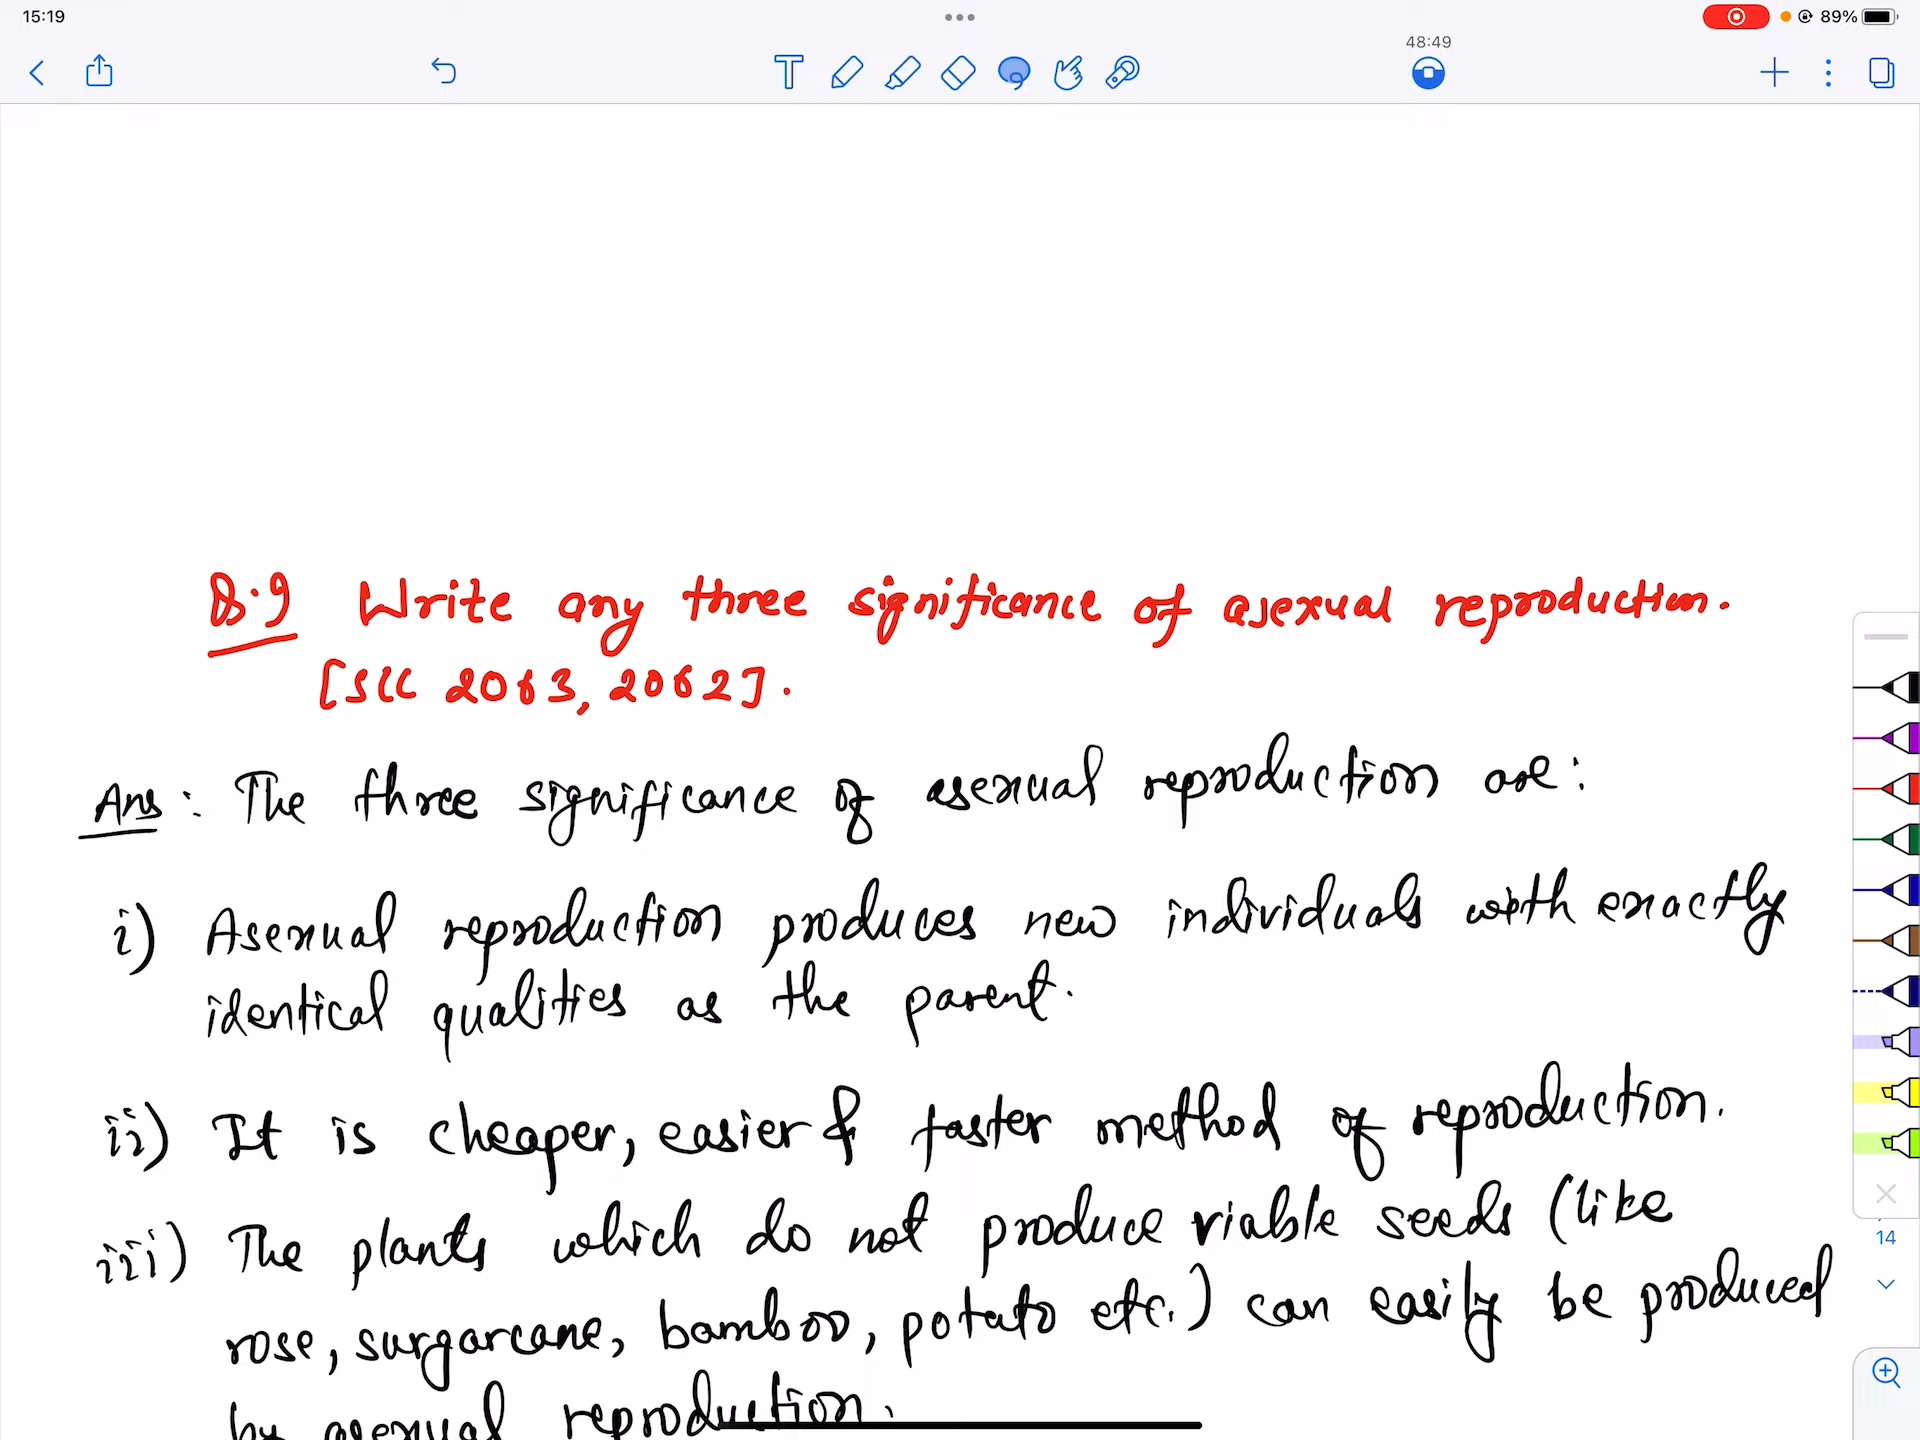 15:19
89%
48:49
Q.9 Write any three significance of asexual reproduction.
[SLC 2063, 2062].
Ans: The three significance of asexual reproduction are:
i) Asexual reproduction produces new individuals with exactly
identical qualities as the parent.
ii) It is cheaper, easier & faster method of reproduction.
iii) The plants which do not produce viable seeds (like
rose, surgarcane, bamboo, potato etc.) can easily be produced
by asexual reproduction.
14